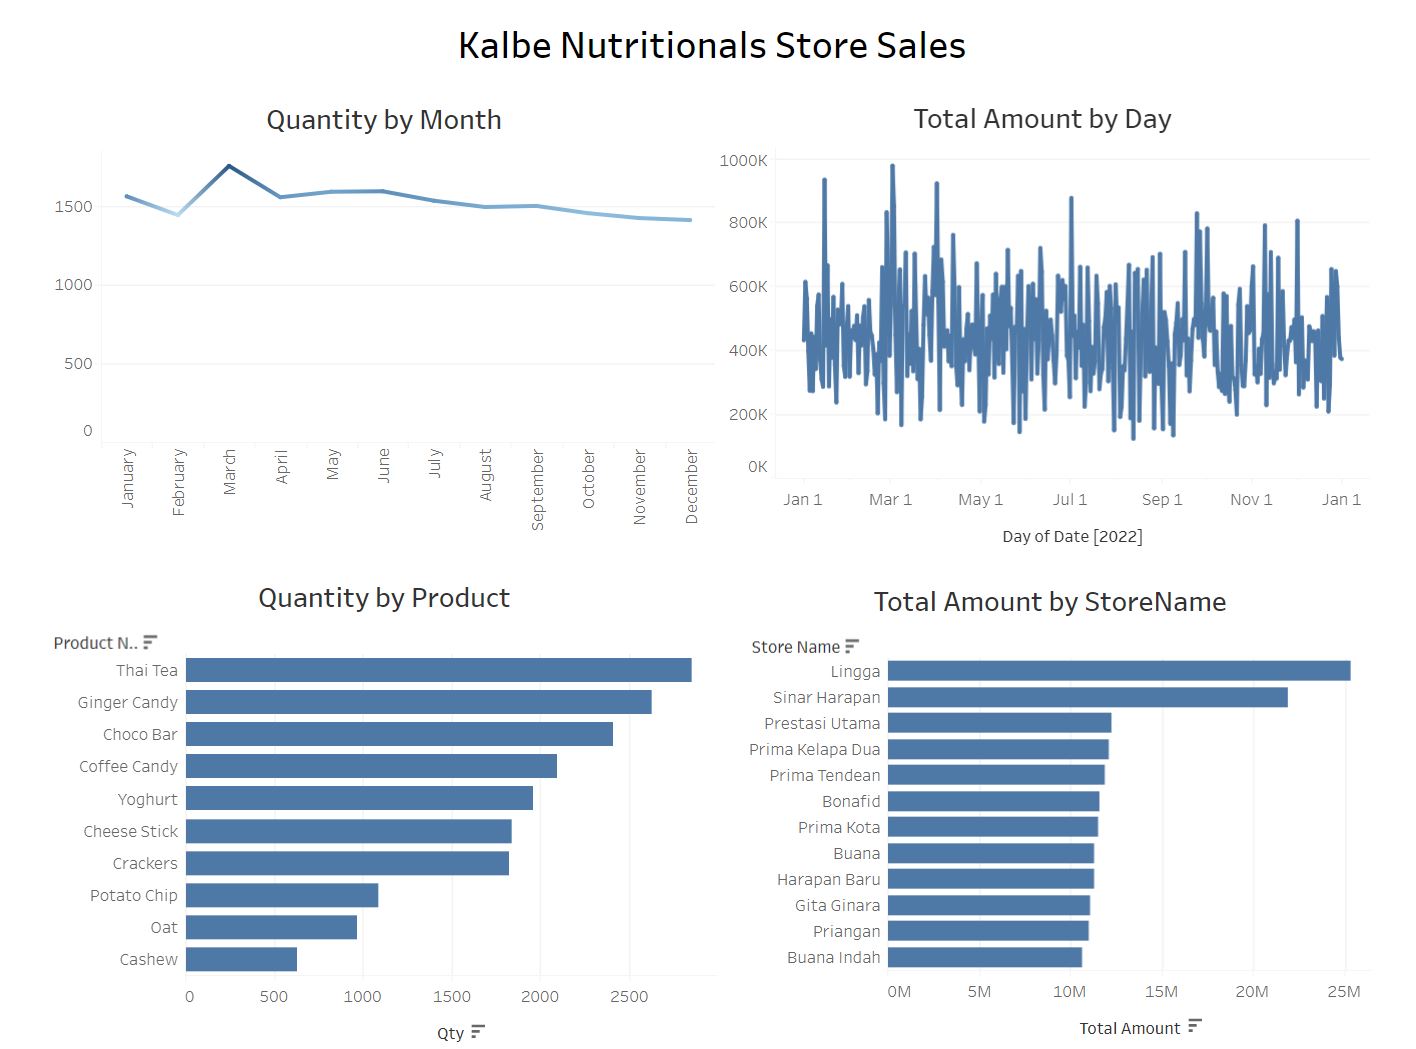 Kalbe Nutritionals Store Sales
Quantity by Month
1500
1000
500
0
January
February
March
April
May
June
July
August
September
October
November
December
Total Amount by Day
1000K
800K
600K
400K
200K
0K
Jan 1
Mar 1
May 1
Jul 1
Sep 1
Nov 1
Jan 1
Day of Date [2022]
Quantity by Product
Product N..
Thai Tea
Ginger Candy
Choco Bar
Coffee Candy
Yoghurt
Cheese Stick
Crackers
Potato Chip
Oat
Cashew
0
500
1000
1500
2000
2500
Qty
Total Amount by StoreName
Store Name
Lingga
Sinar Harapan
Prestasi Utama
Prima Kelapa Dua
Prima Tendean
Bonafid
Prima Kota
Buana
Harapan Baru
Gita Ginara
Priangan
Buana Indah
0M
5M
10M
15M
20M
25M
Total Amount